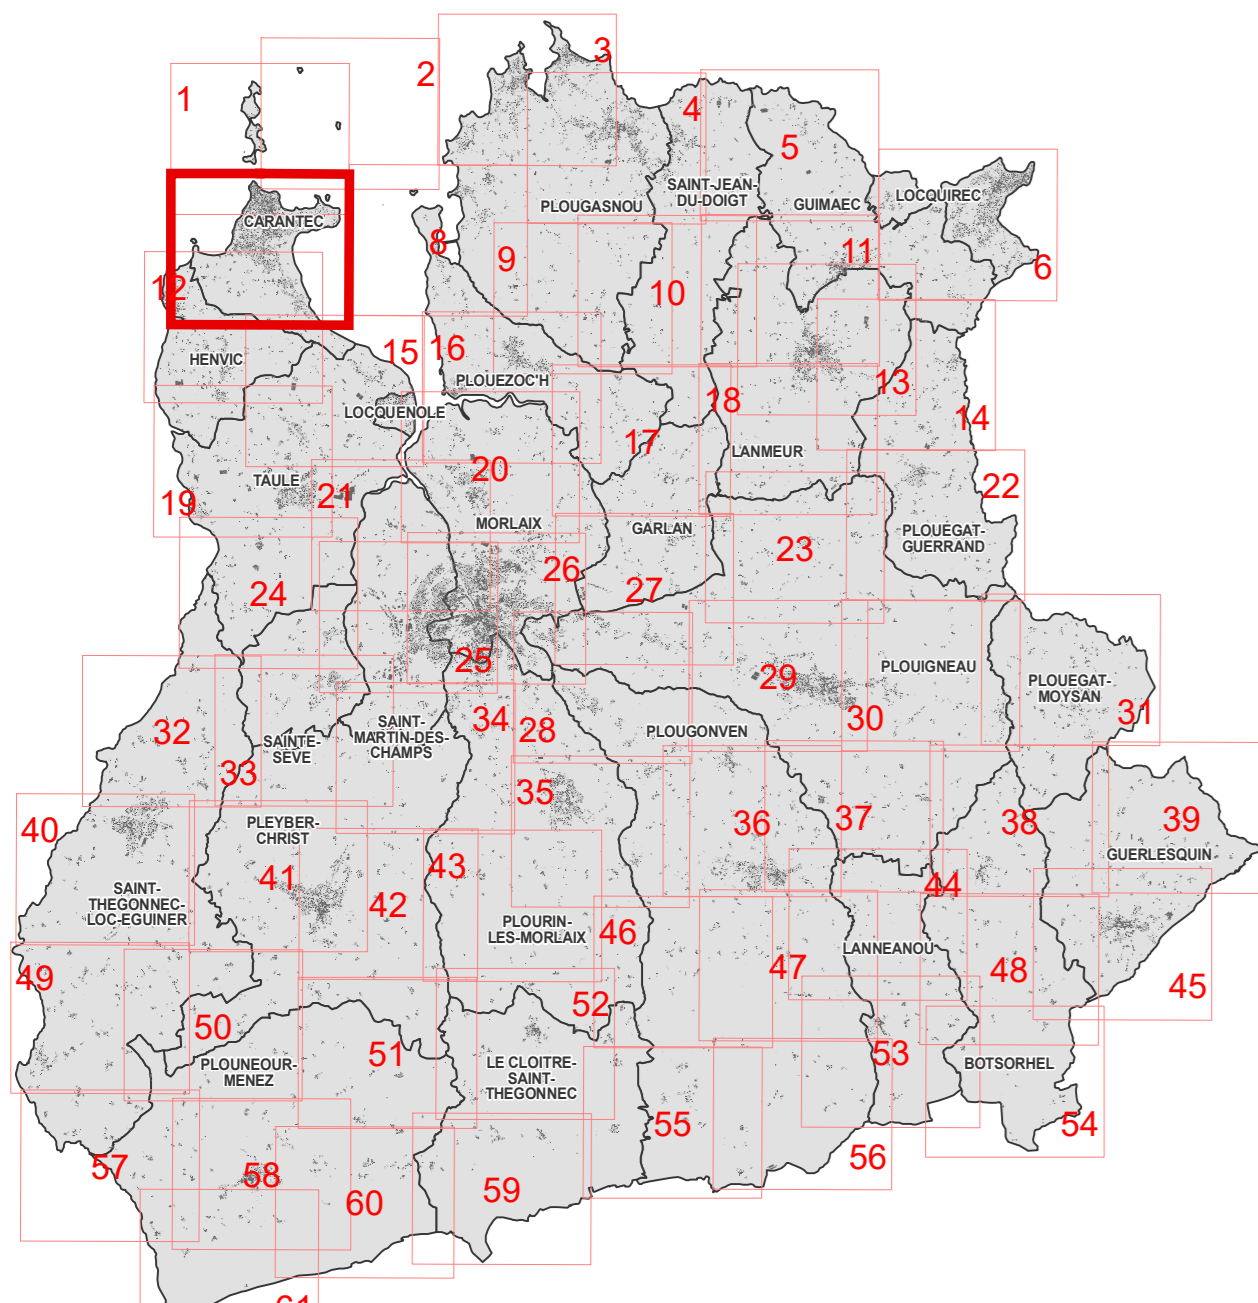 3
2
1
4
5
SAINT-JEAN-
DU-DOIGT
PLOUGASNOU
GUIMAEC
LOCQUIREC
CARANTEC
8
9
11
6
12
10
15
16
HENVIC
PLOUEZOC'H
13
18
14
LOCQUENOLE
17
LANMEUR
20
TAULE
21
19
22
MORLAIX
GARLAN
PLOUEGAT-
GUERRAND
23
26
27
24
25
29
PLOUIGNEAU
PLOUEGAT-
MOYSAN
30
31
34
28
32
SAINT-
MARTIN-DES-
CHAMPS
PLOUGONVEN
SAINTE-
SEVE
33
35
40
PLEYBER-
CHRIST
36
37
38
39
GUERLESQUIN
43
41
42
44
SAINT-
THEGONNEC-
LOC-EGUINER
PLOURIN-
LES-MORLAIX
46
LANNEANOU
47
48
49
45
50
52
51
53
PLOUNEOUR-
MENEZ
LE CLOITRE-
SAINT-
THEGONNEC
BOTSORHEL
55
54
57
56
58
60
59
61